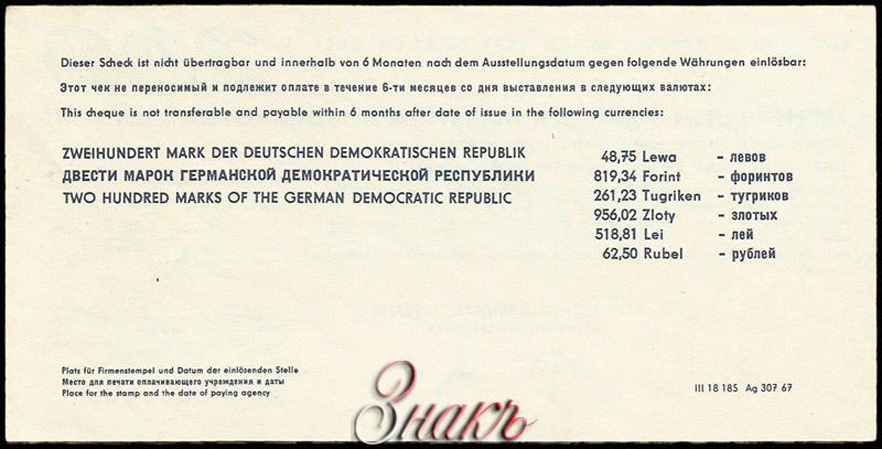 Dieser Scheck ist nicht übertragbar und innerhalb von 6 Monaten nach dem Ausstellungsdatum gegen folgende Währungen einlösbar:
Этот чек не переносимый и подлежит оплате в течение 6-ти месяцев со дня выставления в следующих валютах:
This cheque is not transferable and payable within 6 months after date of issue in the following currencies:
ZWEIHUNDERT MARK DER DEUTSCHEN DEMOKRATISCHEN REPUBLIK
ДВЕСТИ МАРОК ГЕРМАНСКОЙ ДЕМОКРАТИЧЕСКОЙ РЕСПУБЛИКИ
TWO HUNDRED MARKS OF THE GERMAN DEMOCRATIC REPUBLIC
48,75 Lewa - левов
819,34 Forint - форинтов
261,23 Tugriken - тугриков
956,02 Zloty - злотых
518,81 Lei - лей
62,50 Rubel - рублей
Platz für Firmenstempel und Datum der einlösenden Stelle
Место для печати оплачивающего учреждения и даты
Place for the stamp and the date of paying agency
III 18 185 Ag 307 67
Знакъ